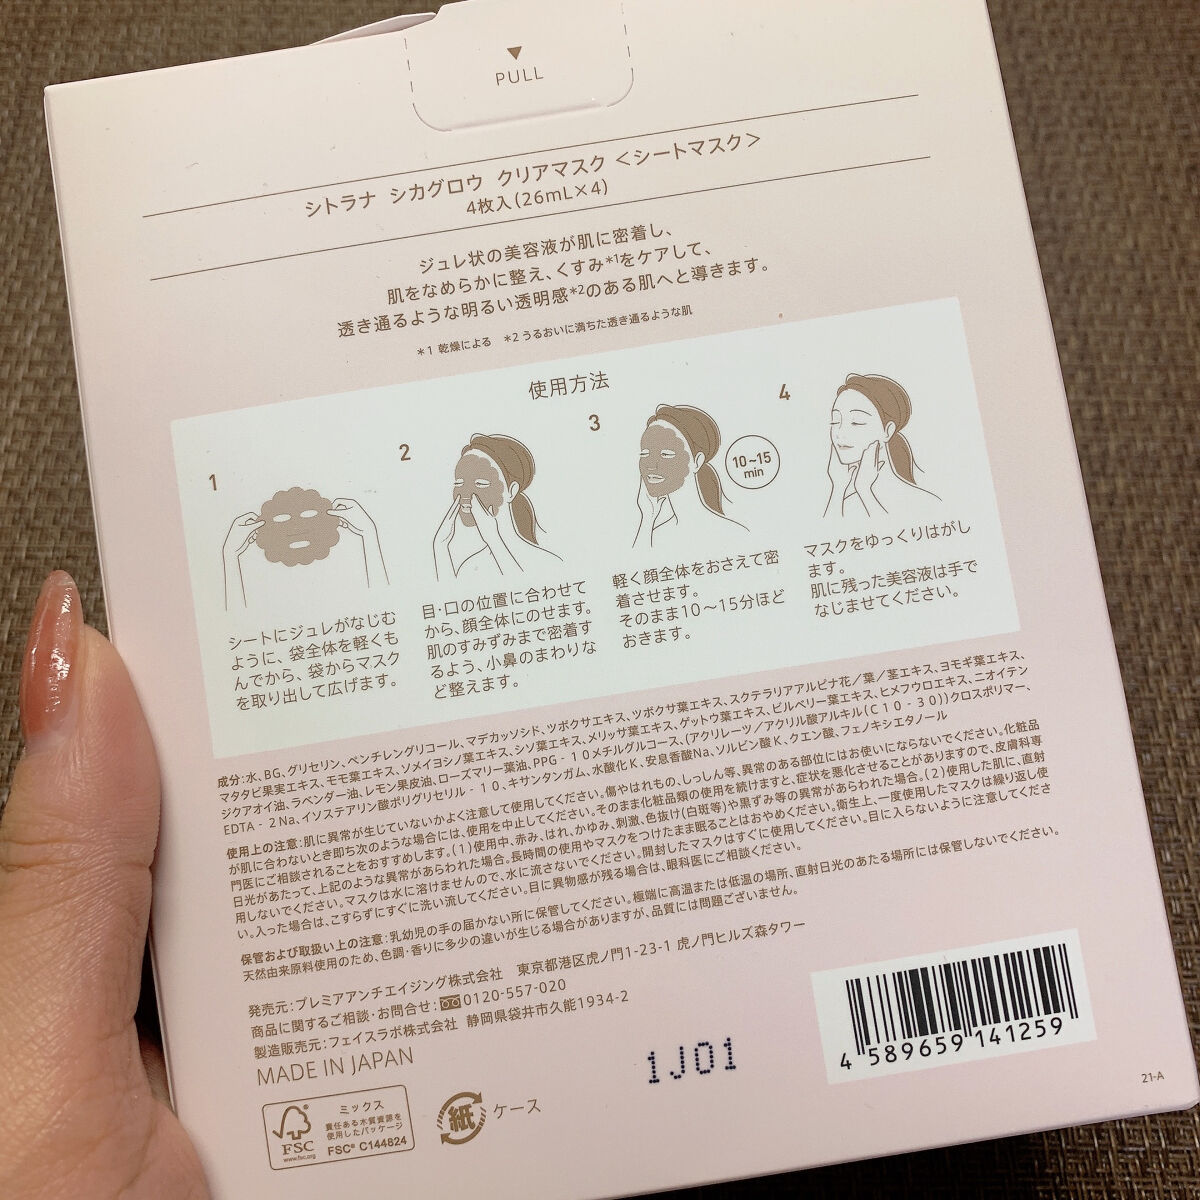 ▼
PULL
シトラナ シカグロウ クリアマスク <シートマスク>
4枚入(26mL×4)
ジュレ状の美容液が肌に密着し、
肌をなめらかに整え、くすみ*1をケアして、
透き通るような明るい透明感*2のある肌へと導きます。
*1 乾燥による *2 うるおいに満ちた透き通るような肌
使用方法
1
シートにジュレがなじむ
ように、袋全体を軽くも
んでから、袋からマスク
を取り出して広げます。
2
目・口の位置に合わせて
から、顔全体にのせます。
肌のすみずみまで密着す
るよう、小鼻のまわりな
ど整えます。
3
10~15
min
軽く顔全体をおさえて密
着させます。
そのまま10〜15分ほど
おきます。
4
マスクをゆっくりはがし
ます。
肌に残った美容液は手で
なじませてください。
成分:水、BG、グリセリン、ペンチレングリコール、マデカッソシド、ツボクサエキス、ツボクサ葉エキス、スクテラリアアルピナ花／葉／茎エキス、ヨモギ葉エキス、
マタタビ果実エキス、モモ葉エキス、ソメイヨシノ葉エキス、シソ葉エキス、メリッサ葉エキス、ゲットウ葉エキス、ビルベリー葉エキス、ヒメフウロエキス、ニオイテン
ジクアオイ油、ラベンダー油、レモン果皮油、ローズマリー葉油、PPG‐10メチルグルコース、(アクリレーツ／アクリル酸アルキル(C10‐30))クロスポリマー、
EDTA‐2Na、イソステアリン酸ポリグリセリル‐10、キサンタンガム、水酸化K、安息香酸Na、ソルビン酸K、クエン酸、フェノキシエタノール
使用上の注意:肌に異常が生じていないかよく注意して使用してください。傷やはれもの、しっしん等、異常のある部位にはお使いにならないでください。化粧品
が肌に合わないとき即ち次のような場合には、使用を中止してください。そのまま化粧品類の使用を続けますと、症状を悪化させることがありますので、皮膚科専
門医にご相談されることをおすすめします。(1)使用中、赤み、はれ、かゆみ、刺激、色抜け(白斑等)や黒ずみ等の異常があらわれた場合。(2)使用した肌に、直射
日光があたって、上記のような異常があらわれた場合。長時間の使用やマスクをつけたまま眠ることはおやめください。衛生上、一度使用したマスクは繰り返し使
用しないでください。マスクは水に溶けませんので、水に流さないでください。開封したマスクはすぐに使用してください。目に入らないように注意してくださ
い。入った場合は、こすらずにすぐに洗い流してください。目に異物感が残る場合は、眼科医にご相談ください。
保管および取扱い上の注意:乳幼児の手の届かない所に保管してください。極端に高温または低温の場所、直射日光のあたる場所には保管しないでください。
天然由来原料使用のため、色調・香りに多少の違いが生じる場合がありますが、品質には問題ございません。
発売元:プレミアアンチエイジング株式会社 東京都港区虎ノ門1-23-1 虎ノ門ヒルズ森タワー
商品に関するご相談・お問合せ:0120-557-020
製造販売元:フェイスラボ株式会社 静岡県袋井市久能1934-2
MADE IN JAPAN
1J01
4 589659 141259
21-A
FSC
www.fsc.org
ミックス
責任ある木質資源を
使用したパッケージ
FSC® C144824
紙
ケース